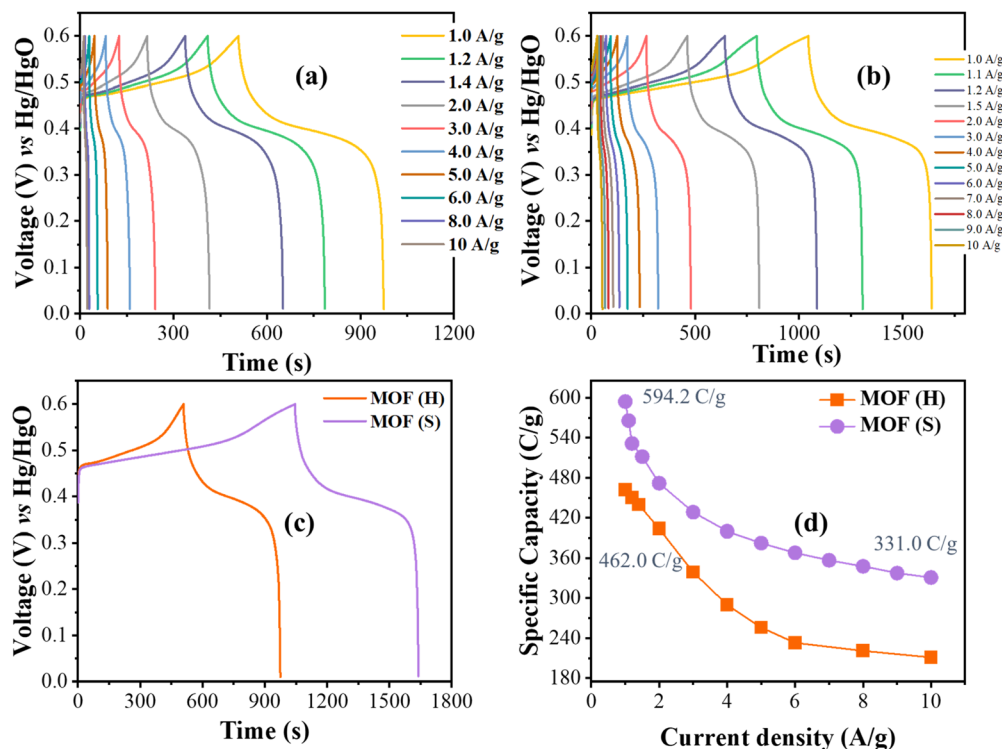 (a)
Voltage (V) vs Hg/HgO
0.6
0.5
0.4
0.3
0.2
0.1
0.0
0
300
600
900
1200
Time (s)
1.0 A/g
1.2 A/g
1.4 A/g
2.0 A/g
3.0 A/g
4.0 A/g
5.0 A/g
6.0 A/g
8.0 A/g
10 A/g
(b)
Voltage (V) vs Hg/HgO
0.6
0.5
0.4
0.3
0.2
0.1
0.0
0
500
1000
1500
Time (s)
1.0 A/g
1.1 A/g
1.2 A/g
1.5 A/g
2.0 A/g
3.0 A/g
4.0 A/g
5.0 A/g
6.0 A/g
7.0 A/g
8.0 A/g
9.0 A/g
10 A/g
(c)
Voltage (V) vs Hg/HgO
0.6
0.5
0.4
0.3
0.2
0.1
0.0
0
300
600
900
1200
1500
1800
Time (s)
MOF (H)
MOF (S)
(d)
Specific Capacity (C/g)
600
540
480
420
360
300
240
180
0
2
4
6
8
10
Current density (A/g)
594.2 C/g
462.0 C/g
331.0 C/g
MOF (H)
MOF (S)